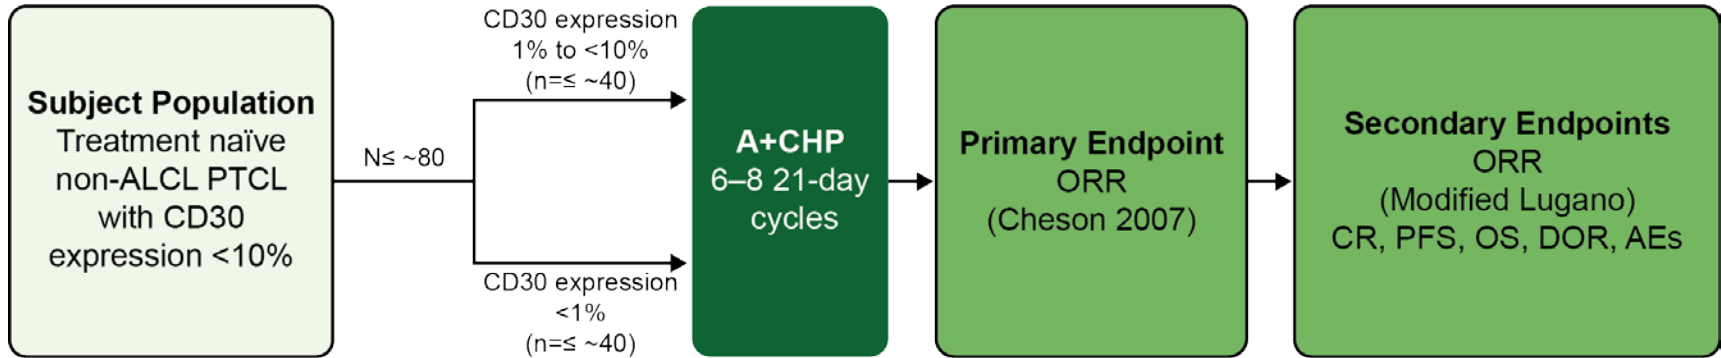 Subject Population
Treatment naïve
non-ALCL PTCL
with CD30
expression <10%
N≤ ~80
CD30 expression
1% to <10%
(n=≤ ~40)
CD30 expression
<1%
(n=≤ ~40)
A+CHP
6–8 21-day
cycles
Primary Endpoint
ORR
(Cheson 2007)
Secondary Endpoints
ORR
(Modified Lugano)
CR, PFS, OS, DOR, AEs